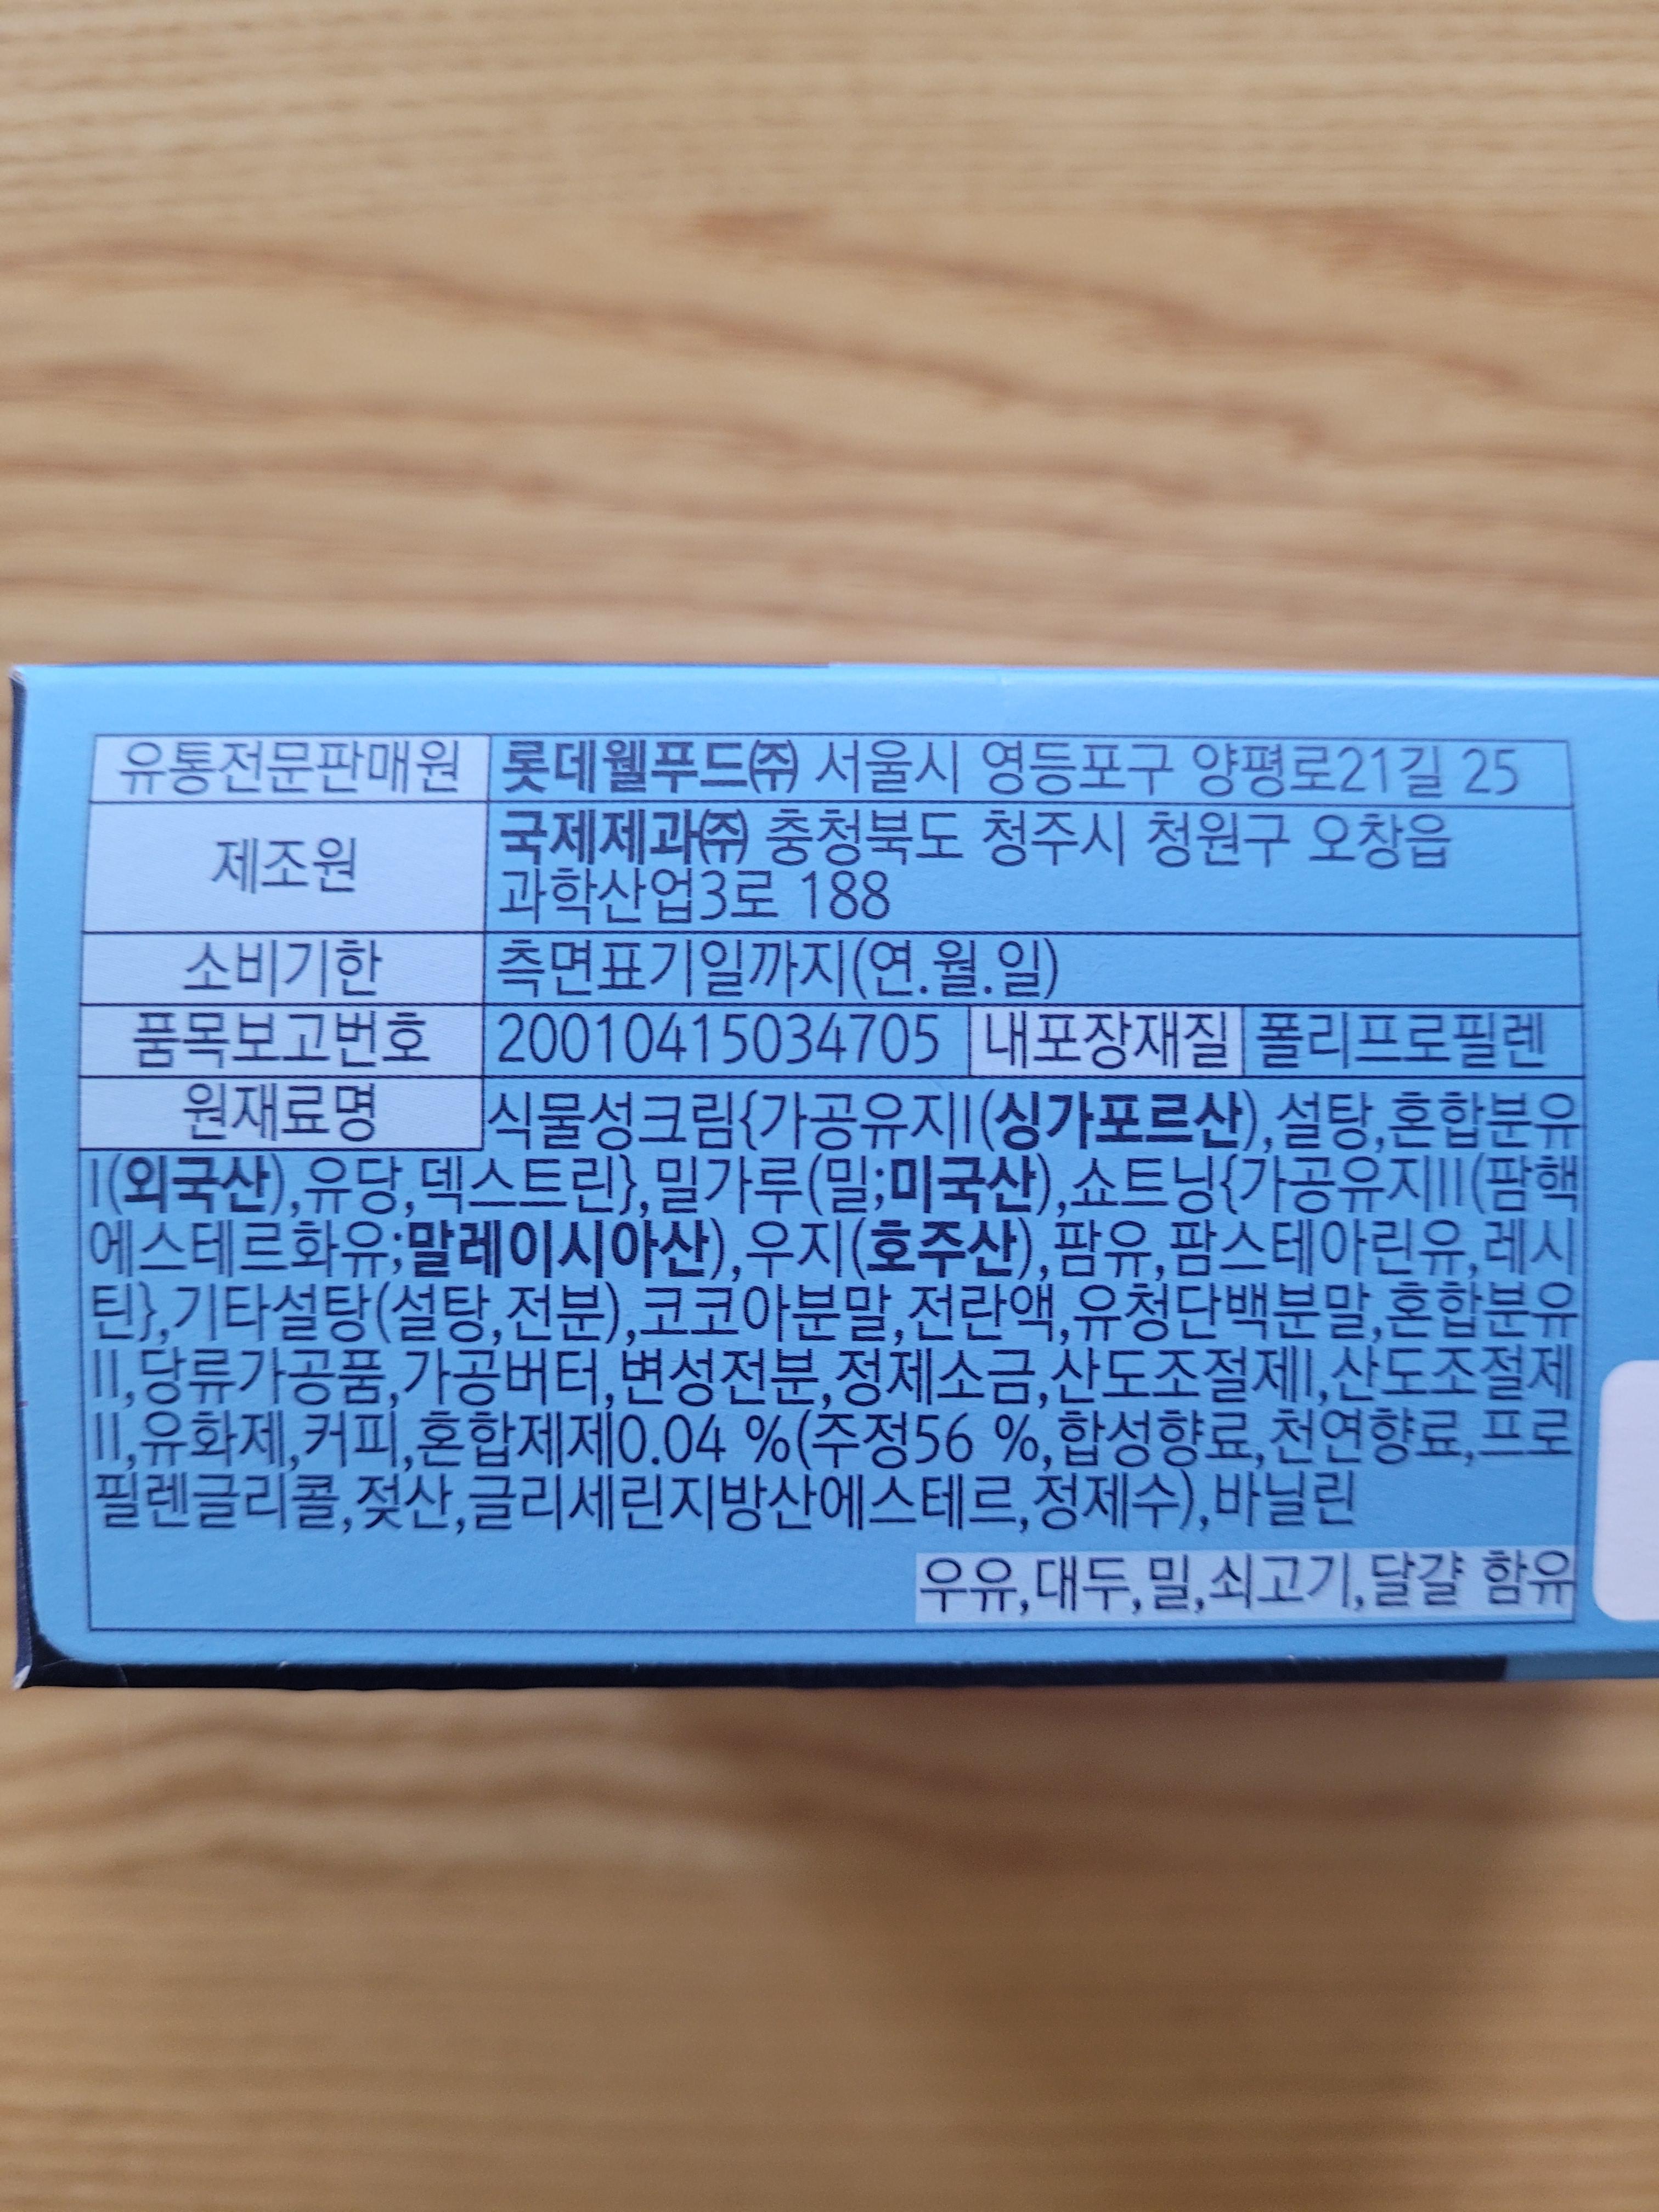 유통전문판매원 롯데웰푸드㈜ 서울시 영등포구 양평로21길 25
제조원 국제제과㈜ 충청북도 청주시 청원구 오창읍
과학산업3로 188
소비기한 측면표기일까지(연.월.일)
품목보고번호 20010415034705 내포장재질 폴리프로필렌
원재료명 식물성크림{가공유지I(싱가포르산),설탕,혼합분유
I(외국산),유당,덱스트린},밀가루(밀;미국산),쇼트닝{가공유지II(팜핵
에스테르화유;말레이시아산),우지(호주산),팜유,팜스테아린유,레시
틴},기타설탕(설탕,전분),코코아분말,전란액,유청단백분말,혼합분유
II,당류가공품,가공버터,변성전분,정제소금,산도조절제I,산도조절제
II,유화제,커피,혼합제제0.04 %(주정56 %,합성향료,천연향료,프로
필렌글리콜,젖산,글리세린지방산에스테르,정제수),바닐린
우유,대두,밀,쇠고기,달걀 함유